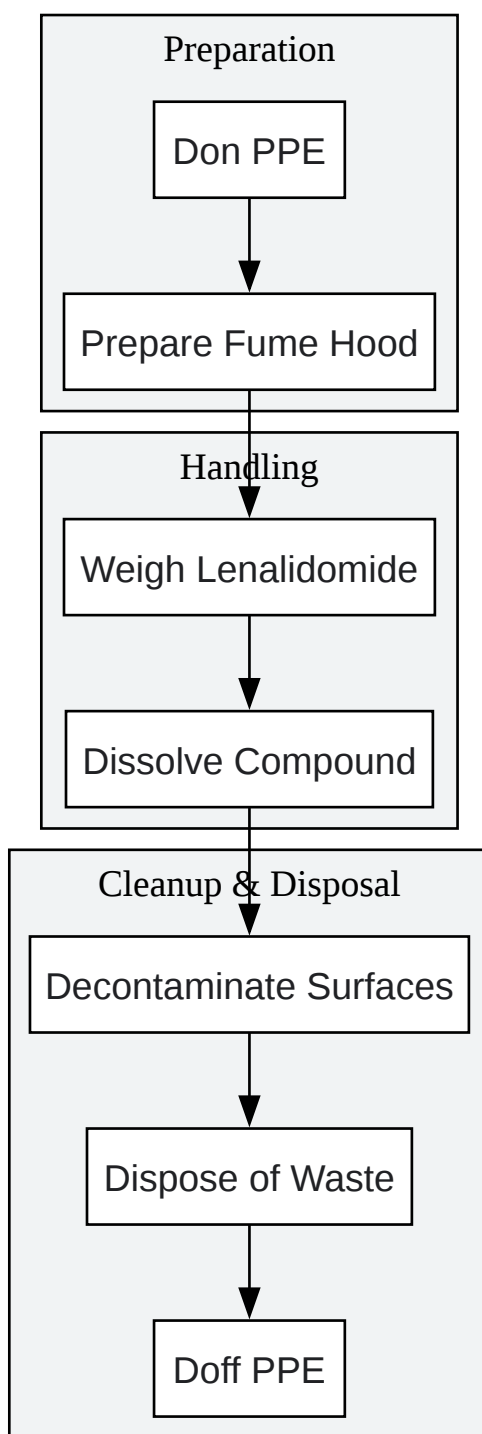 Preparation
Don PPE
Prepare Fume Hood
Handling
Weigh Lenalidomide
Dissolve Compound
Cleanup & Disposal
Decontaminate Surfaces
Dispose of Waste
Doff PPE